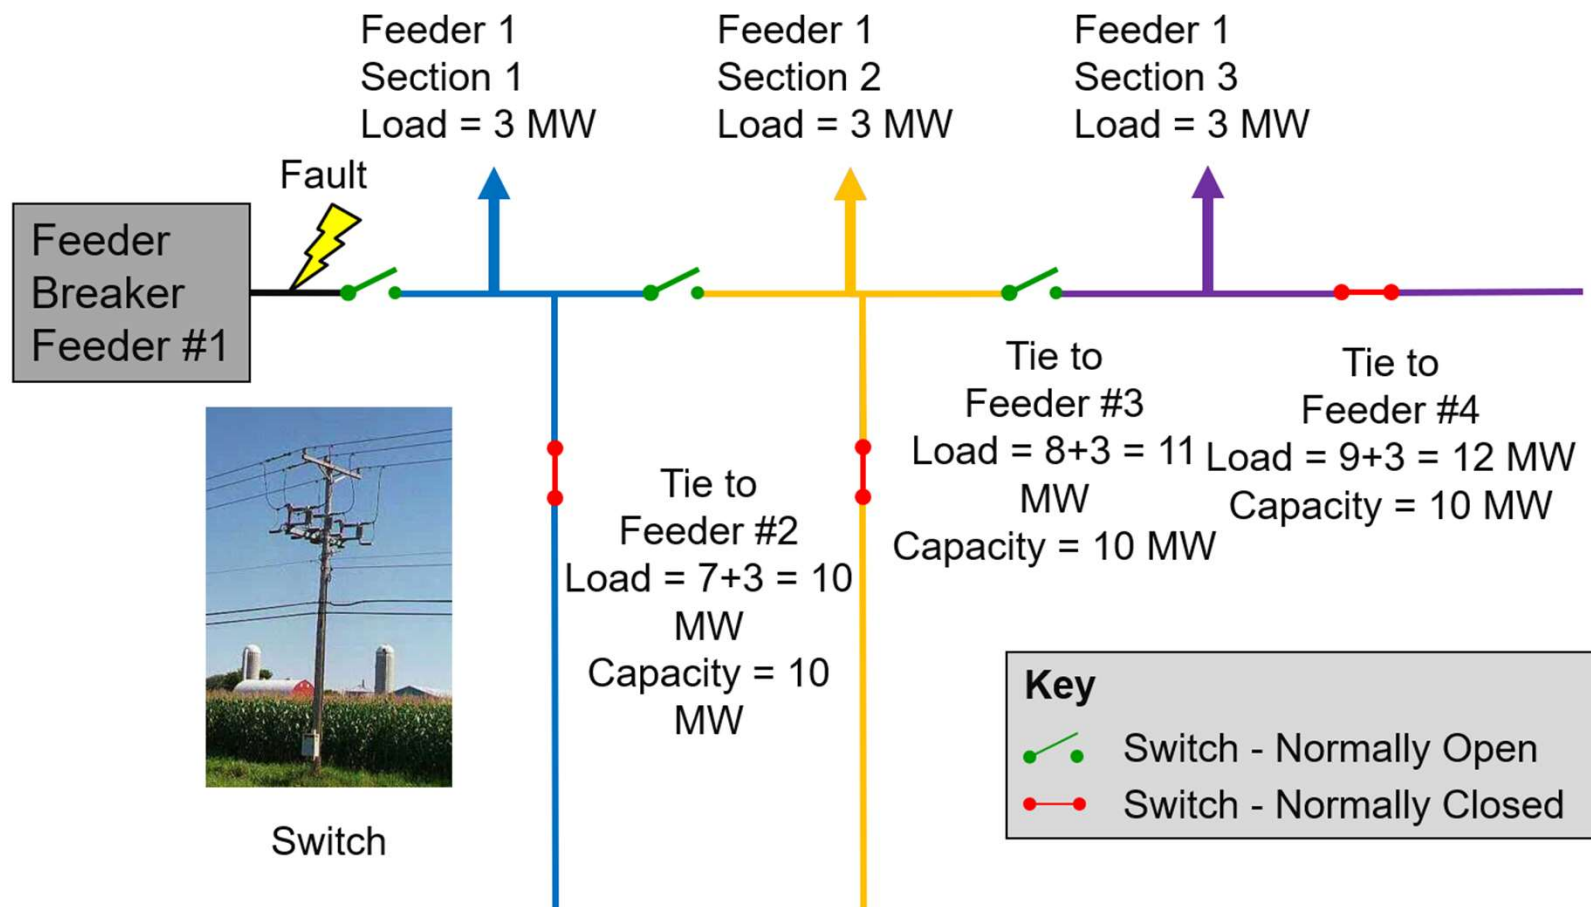 Feeder 1
Section 1
Load = 3 MW
Feeder 1
Section 2
Load = 3 MW
Feeder 1
Section 3
Load = 3 MW
Fault
Feeder
Breaker
Feeder #1
Tie to
Feeder #2
Load = 7+3 = 10
MW
Capacity = 10
MW
Tie to
Feeder #3
Load = 8+3 = 11
MW
Capacity = 10 MW
Tie to
Feeder #4
Load = 9+3 = 12 MW
Capacity = 10 MW
Switch
Key
Switch - Normally Open
Switch - Normally Closed